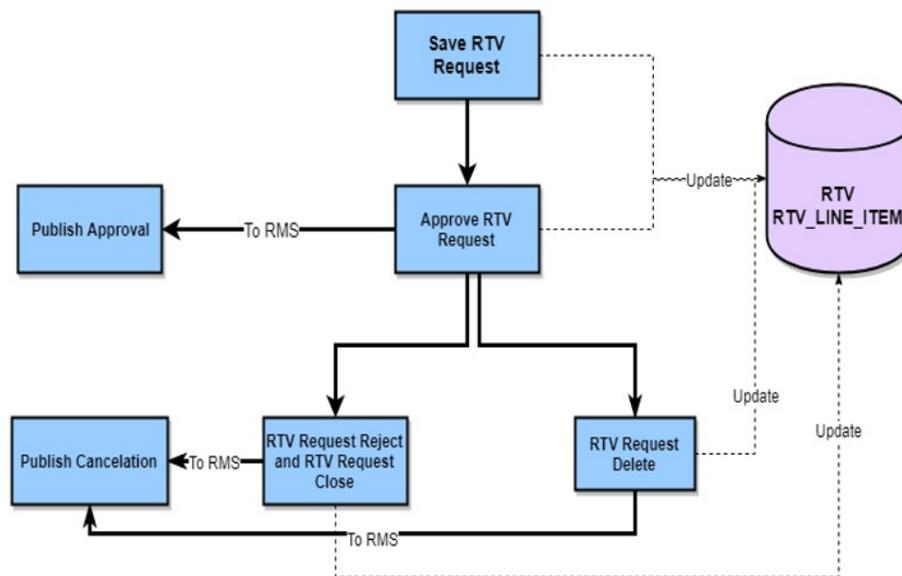 Save RTV
Request
Update
RTV
RTV_LINE_ITEM
Publish Approval
To RMS
Approve RTV
Request
Update
Update
Publish Cancelation
To RMS
RTV Request Reject
and RTV Request
Close
RTV Request
Delete
To RMS